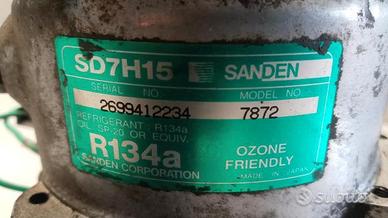 SD7H15 SANDEN
SERIAL NO MODEL NO
2699412234 7872
REFRIGERANT R134a
OIL SP-20 OR EQUIV.
R134a
SANDEN CORPORATION
OZONE
FRIENDLY
MADE IN JAPAN
subito